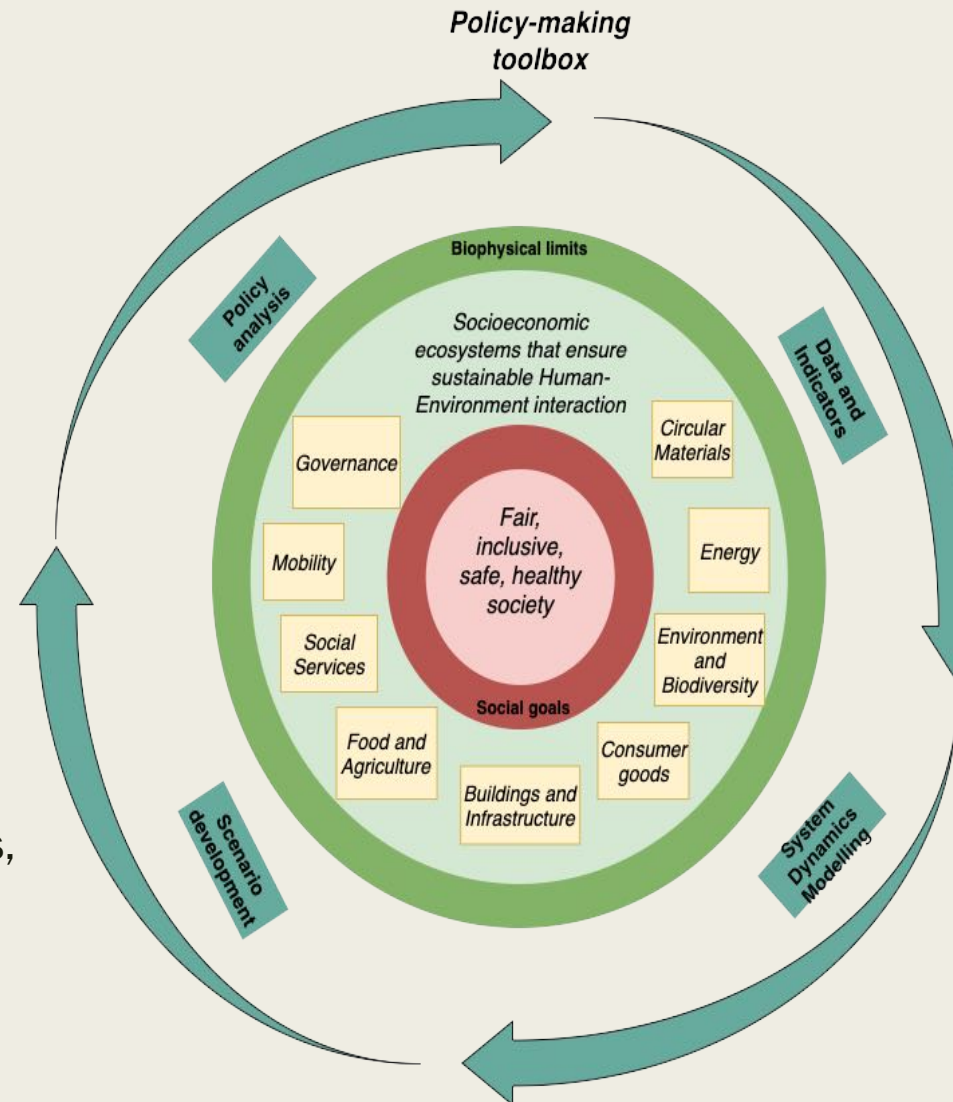 Policy-making
toolbox
Biophysical limits
Policy
analysis
Socioeconomic
ecosystems that ensure
sustainable Human-
Environment interaction
Data and
Indicators
Governance
Circular
Materials
Mobility
Fair,
inclusive,
safe, healthy
society
Energy
Social
Services
Environment
and
Biodiversity
Social goals
Food and
Agriculture
Consumer
goods
Buildings and
Infrastructure
Scenario
development
System
Dynamics
Modelling